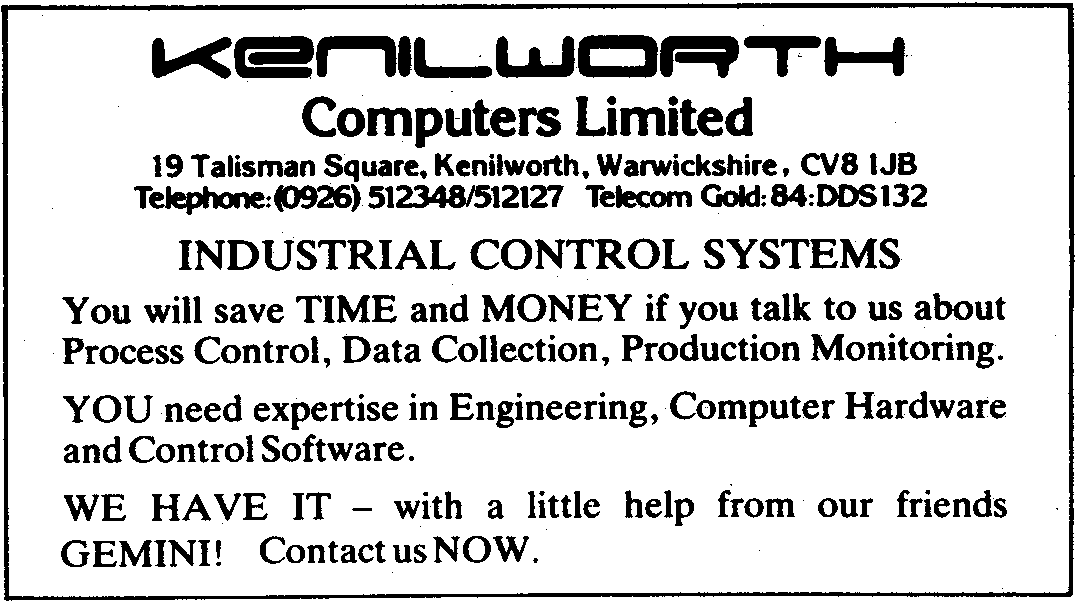 KENILWORTH
Computers Limited
19 Talisman Square, Kenilworth, Warwickshire, CV8 1JB
Telephone: (0926) 512348/512127 Telecom Gold: 84:DDS132
INDUSTRIAL CONTROL SYSTEMS
You will save TIME and MONEY if you talk to us about
Process Control, Data Collection, Production Monitoring.
YOU need expertise in Engineering, Computer Hardware
and Control Software.
WE HAVE IT – with a little help from our friends
GEMINI! Contact us NOW.